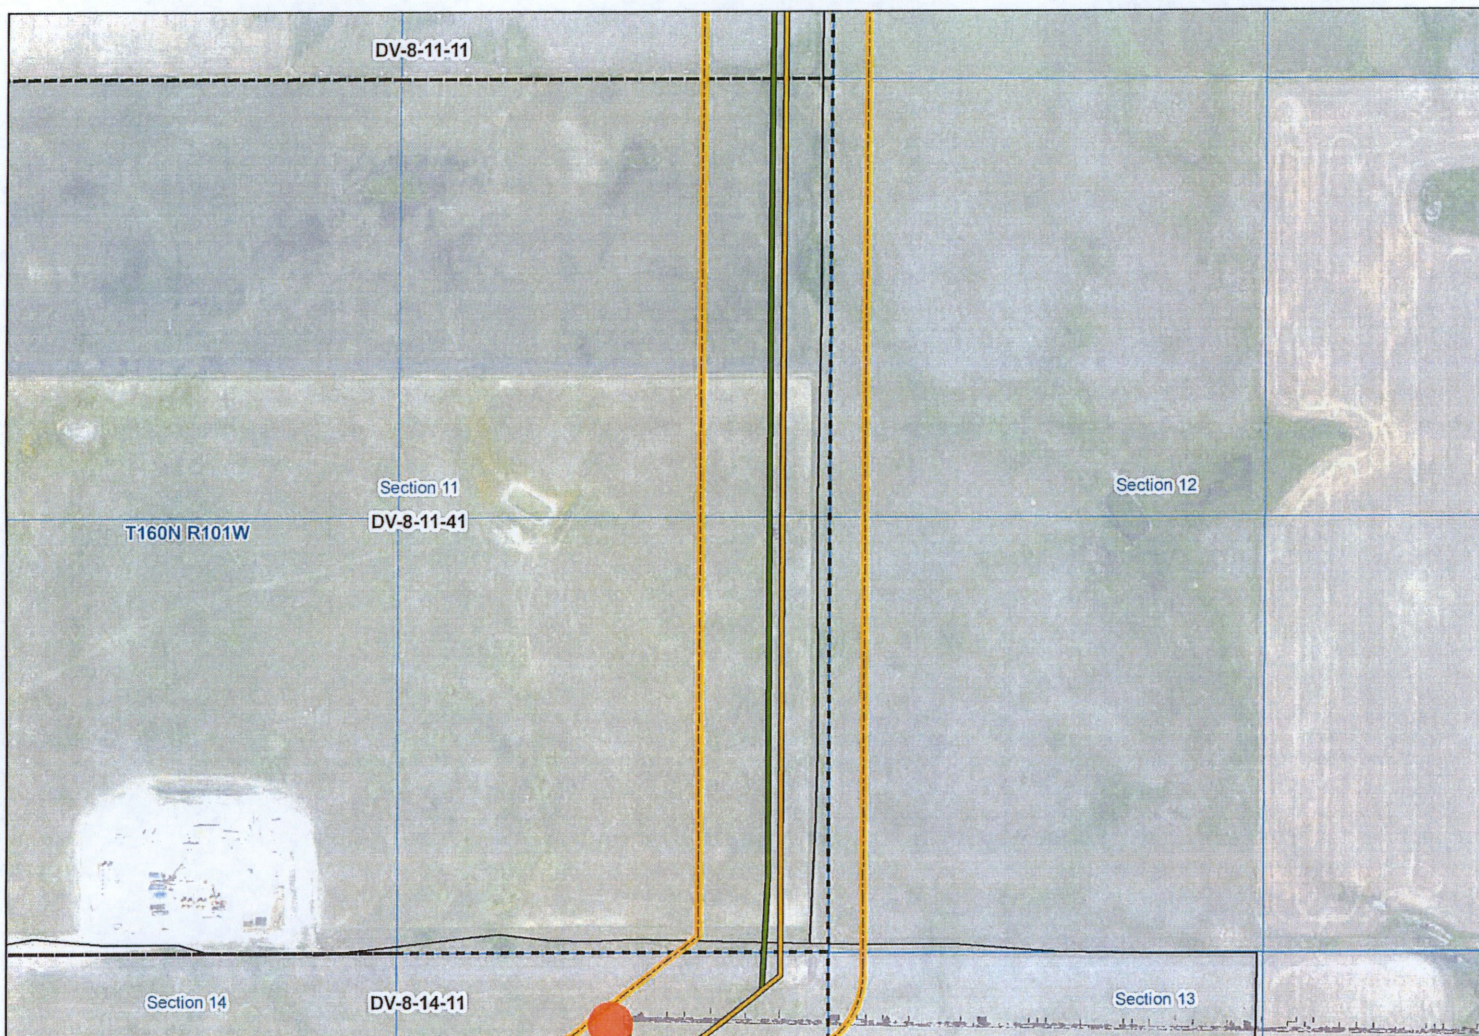 DV-8-11-11
Section 11
Section 12
DV-8-11-41
T160N R101W
Section 14
DV-8-14-11
Section 13